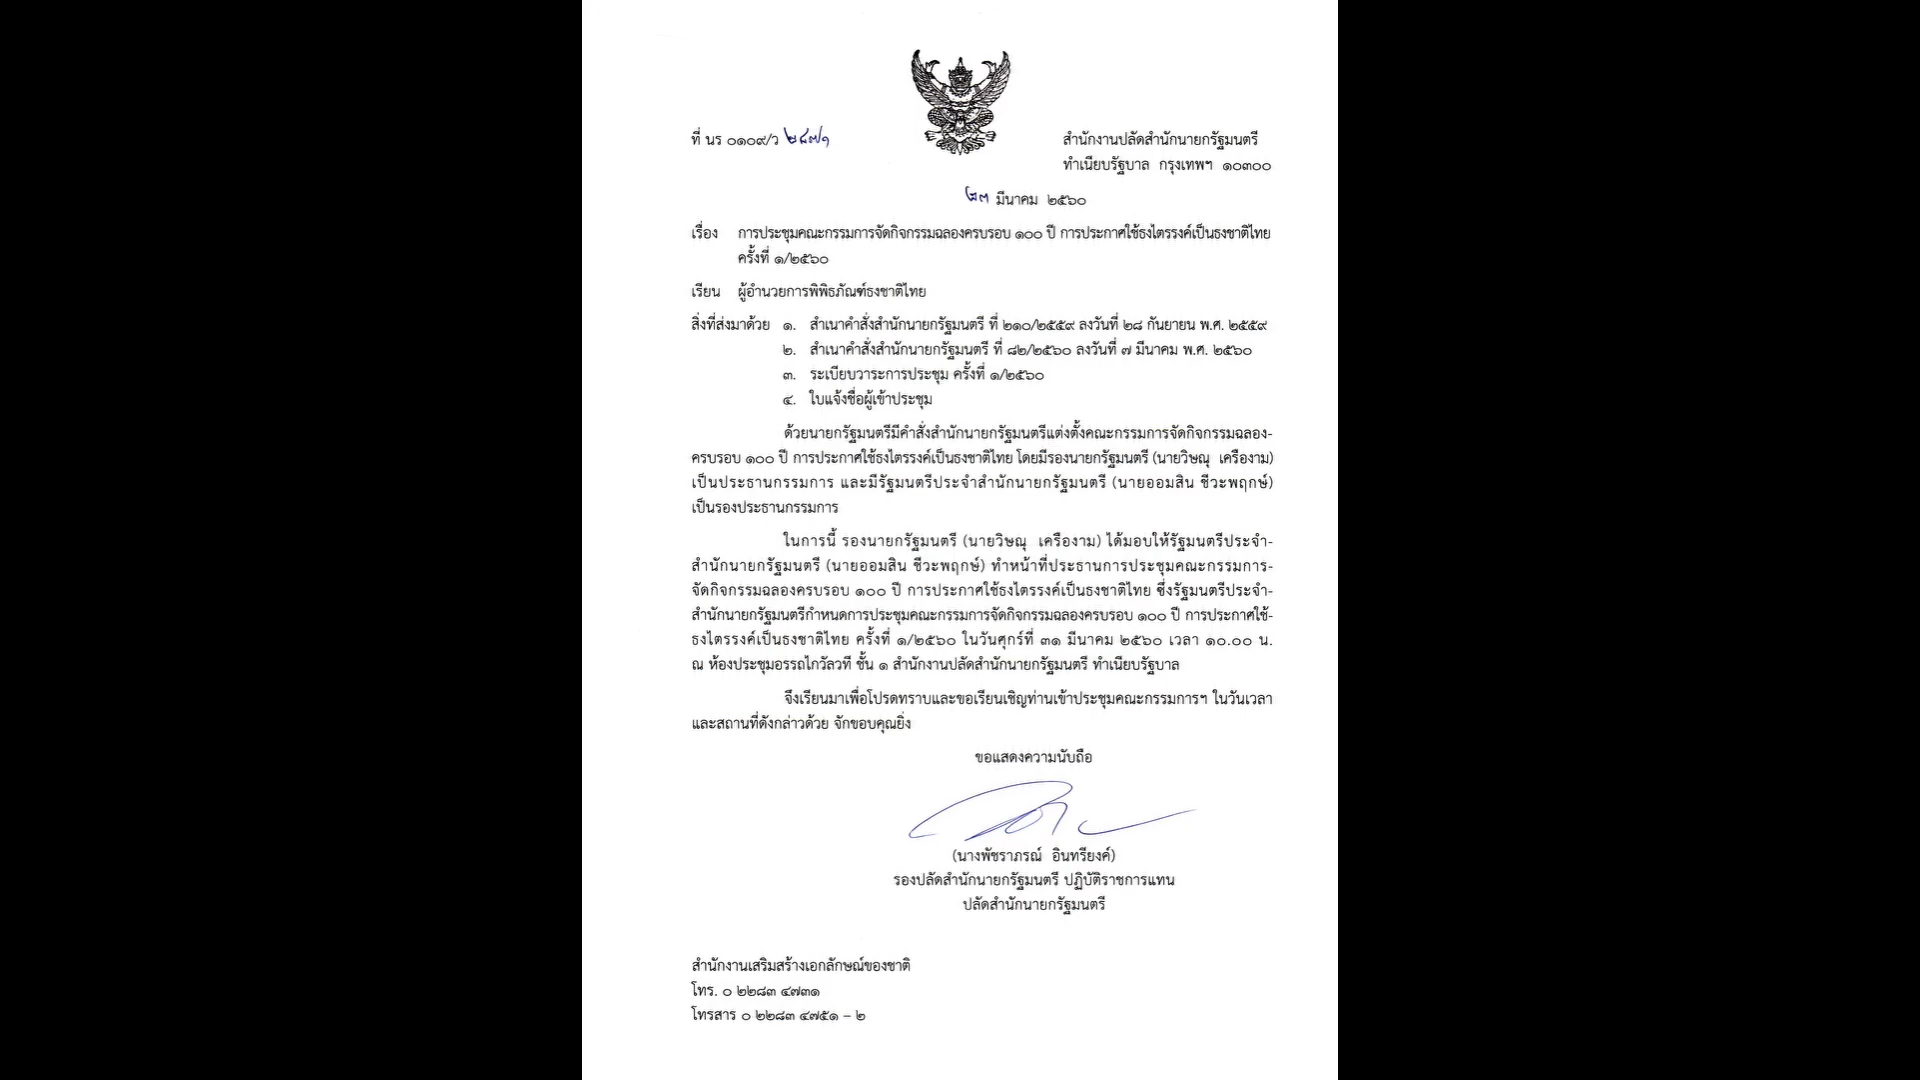 ที่ นร ๐๑๐๙/ว ๒๘๗๑
สำนักงานปลัดสำนักนายกรัฐมนตรี
ทำเนียบรัฐบาล กรุงเทพฯ ๑๐๓๐๐
๒๓ มีนาคม ๒๕๖๐
เรื่อง การประชุมคณะกรรมการจัดกิจกรรมฉลองครบรอบ ๑๐๐ ปี การประกาศใช้ธงไตรรงค์เป็นธงชาติไทย
ครั้งที่ ๑/๒๕๖๐
เรียน ผู้อำนวยการพิพิธภัณฑ์ธงชาติไทย
สิ่งที่ส่งมาด้วย ๑. สำเนาคำสั่งสำนักนายกรัฐมนตรี ที่ ๒๑๐/๒๕๕๙ ลงวันที่ ๒๘ กันยายน พ.ศ. ๒๕๕๙
๒. สำเนาคำสั่งสำนักนายกรัฐมนตรี ที่ ๘๒/๒๕๖๐ ลงวันที่ ๗ มีนาคม พ.ศ. ๒๕๖๐
๓. ระเบียบวาระการประชุม ครั้งที่ ๑/๒๕๖๐
๔. ใบแจ้งชื่อผู้เข้าประชุม
ด้วยนายกรัฐมนตรีมีคำสั่งสำนักนายกรัฐมนตรีแต่งตั้งคณะกรรมการจัดกิจกรรมฉลอง-
ครบรอบ ๑๐๐ ปี การประกาศใช้ธงไตรรงค์เป็นธงชาติไทย โดยมีรองนายกรัฐมนตรี (นายวิษณุ เครืองาม)
เป็นประธานกรรมการ และมีรัฐมนตรีประจำสำนักนายกรัฐมนตรี (นายออมสิน ชีวะพฤกษ์)
เป็นรองประธานกรรมการ
ในการนี้ รองนายกรัฐมนตรี (นายวิษณุ เครืองาม) ได้มอบให้รัฐมนตรีประจำ-
สำนักนายกรัฐมนตรี (นายออมสิน ชีวะพฤกษ์) ทำหน้าที่ประธานการประชุมคณะกรรมการ-
จัดกิจกรรมฉลองครบรอบ ๑๐๐ ปี การประกาศใช้ธงไตรรงค์เป็นธงชาติไทย ซึ่งรัฐมนตรีประจำ-
สำนักนายกรัฐมนตรีกำหนดการประชุมคณะกรรมการจัดกิจกรรมฉลองครบรอบ ๑๐๐ ปี การประกาศใช้-
ธงไตรรงค์เป็นธงชาติไทย ครั้งที่ ๑/๒๕๖๐ ในวันศุกร์ที่ ๓๑ มีนาคม ๒๕๖๐ เวลา ๑๐.๐๐ น.
ณ ห้องประชุมอรรถไกวัลวที ชั้น ๑ สำนักงานปลัดสำนักนายกรัฐมนตรี ทำเนียบรัฐบาล
จึงเรียนมาเพื่อโปรดทราบและขอเรียนเชิญท่านเข้าประชุมคณะกรรมการฯ ในวันเวลา
และสถานที่ดังกล่าวด้วย จักขอบคุณยิ่ง
ขอแสดงความนับถือ
(นางพัชราภรณ์ อินทรียงค์)
รองปลัดสำนักนายกรัฐมนตรี ปฏิบัติราชการแทน
ปลัดสำนักนายกรัฐมนตรี
สำนักงานเสริมสร้างเอกลักษณ์ของชาติ
โทร. ๐ ๒๒๘๓ ๔๗๓๑
โทรสาร ๐ ๒๒๘๓ ๔๗๕๑ – ๒